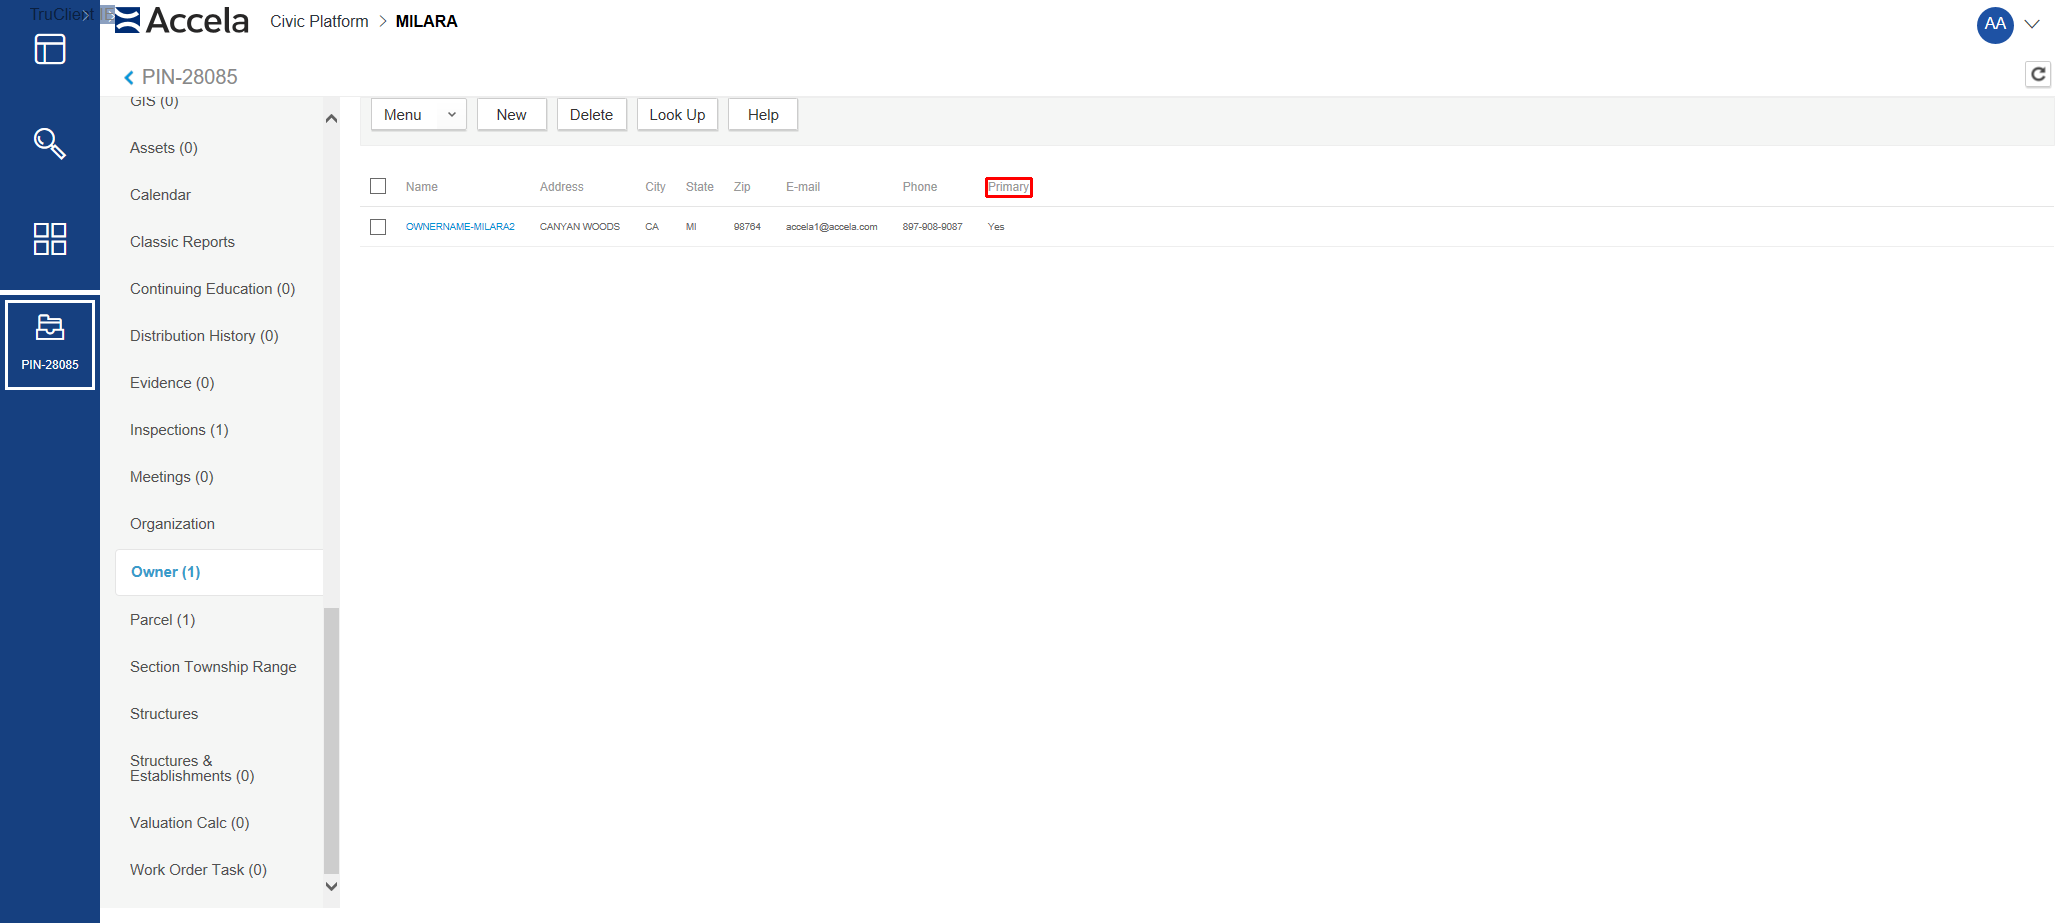 TruClient
Accela
Civic Platform > MILARA
AA
PIN-28085
PIN-28085
GIS (0)
Assets (0)
Calendar
Classic Reports
Continuing Education (0)
Distribution History (0)
Evidence (0)
Inspections (1)
Meetings (0)
Organization
Owner (1)
Parcel (1)
Section Township Range
Structures
Structures &
Establishments (0)
Valuation Calc (0)
Work Order Task (0)
Menu New Delete Look Up Help
Name Address City State Zip E-mail Phone Primary
OWNERNAME-MILARA2 CANYAN WOODS CA MI 98764 accela1@accela.com 897-908-9087 Yes